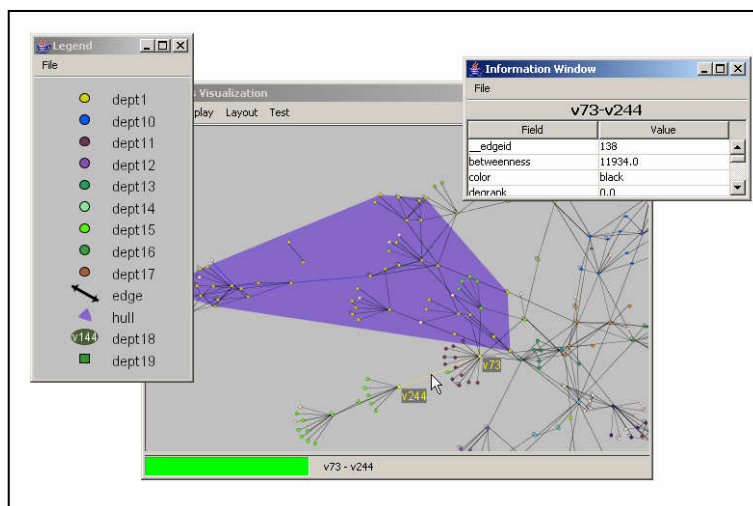 Legend
File
dept1
dept10
dept11
dept12
dept13
dept14
dept15
dept16
dept17
edge
hull
v144 dept18
dept19
Visualization
Layout Test
v73
v244
v73 - v244
Information Window
File
v73-v244
Field Value
__edgeid 138
betweenness 11934.0
color black
degrank 0.0